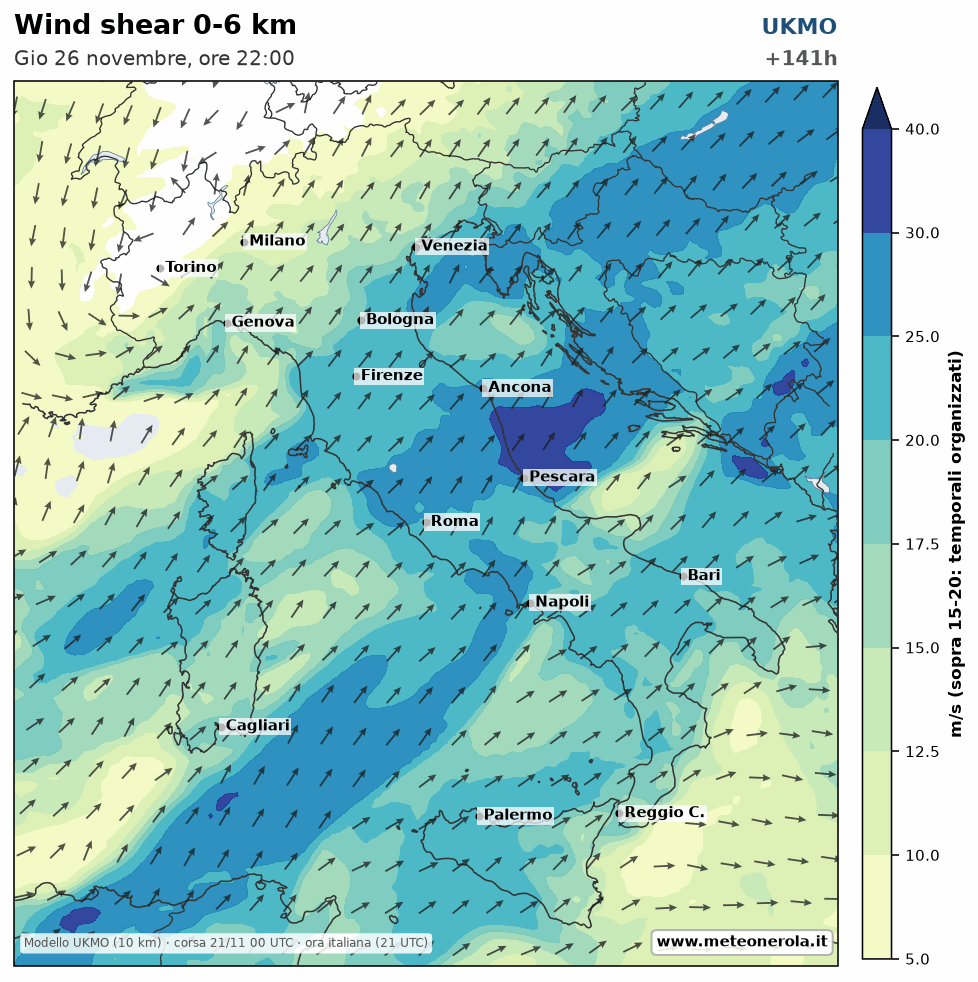 Wind shear 0-6 km
UKMO
Gio 26 novembre, ore 22:00
+141h
40.0
30.0
25.0
20.0
17.5
15.0
12.5
10.0
5.0
m/s (sopra 15-20: temporali organizzati)
Milano
Venezia
Torino
Genova
Bologna
Firenze
Ancona
Pescara
Roma
Bari
Napoli
Cagliari
Palermo
Reggio C.
Modello UKMO (10 km) · corsa 21/11 00 UTC · ora italiana (21 UTC)
www.meteonerola.it